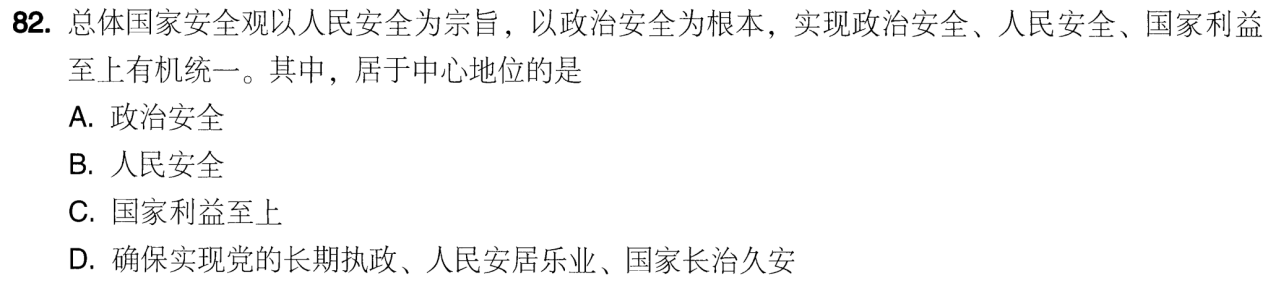 82. 总体国家安全观以人民安全为宗旨，以政治安全为根本，实现政治安全、人民安全、国家利益
至上有机统一。其中，居于中心地位的是
A. 政治安全
B. 人民安全
C. 国家利益至上
D. 确保实现党的长期执政、人民安居乐业、国家长治久安